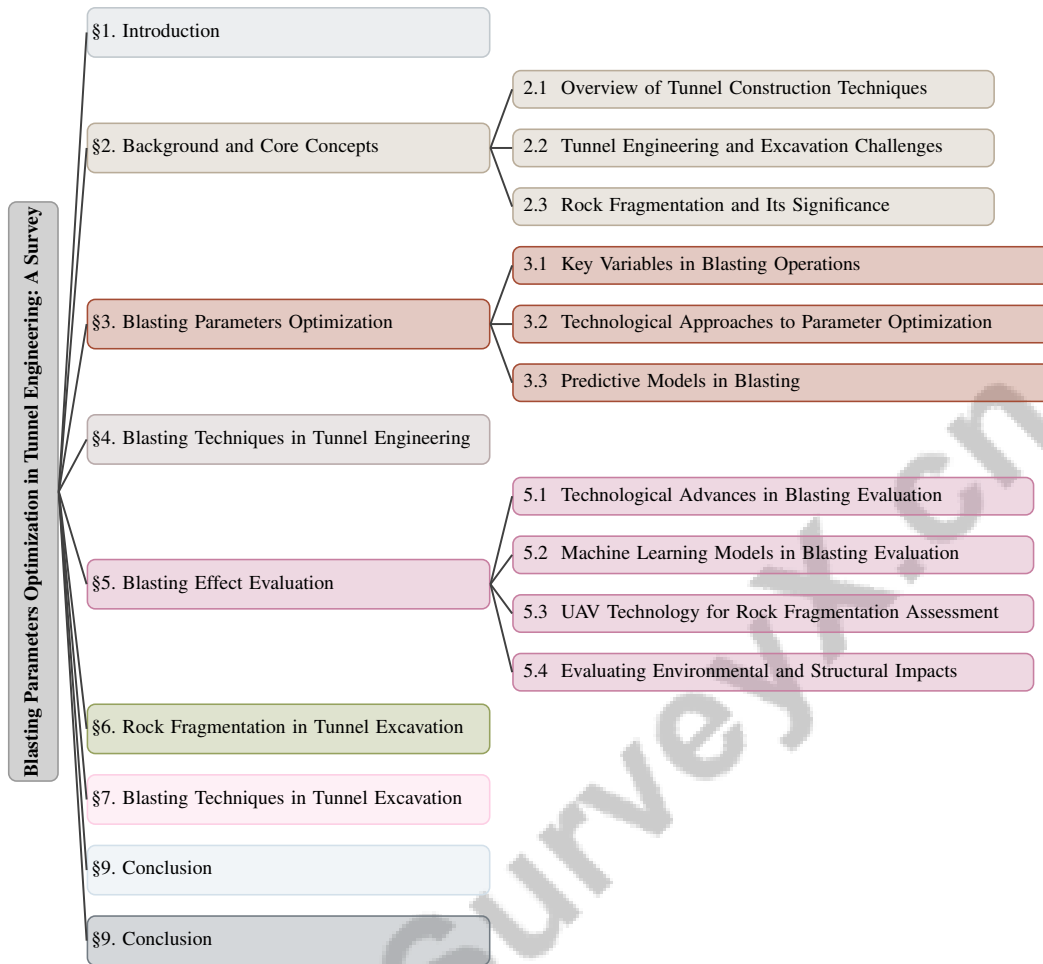 Blasting Parameters Optimization in Tunnel Engineering: A Survey
§1. Introduction
§2. Background and Core Concepts
2.1 Overview of Tunnel Construction Techniques
2.2 Tunnel Engineering and Excavation Challenges
2.3 Rock Fragmentation and Its Significance
§3. Blasting Parameters Optimization
3.1 Key Variables in Blasting Operations
3.2 Technological Approaches to Parameter Optimization
3.3 Predictive Models in Blasting
§4. Blasting Techniques in Tunnel Engineering
§5. Blasting Effect Evaluation
5.1 Technological Advances in Blasting Evaluation
5.2 Machine Learning Models in Blasting Evaluation
5.3 UAV Technology for Rock Fragmentation Assessment
5.4 Evaluating Environmental and Structural Impacts
§6. Rock Fragmentation in Tunnel Excavation
§7. Blasting Techniques in Tunnel Excavation
§9. Conclusion
§9. Conclusion
SurveyX.cn